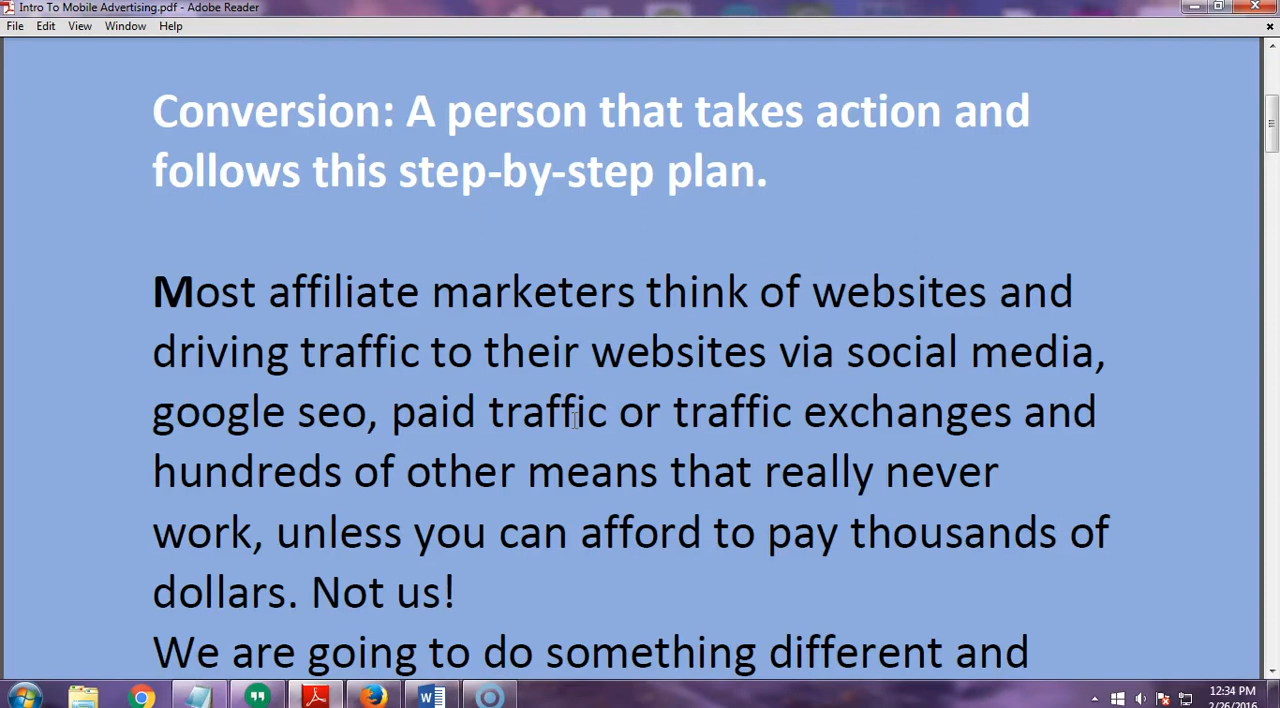 Intro To Mobile Advertising.pdf - Adobe Reader
File Edit View Window Help
Conversion: A person that takes action and
follows this step-by-step plan.
Most affiliate marketers think of websites and
driving traffic to their websites via social media,
google seo, paid traffic or traffic exchanges and
hundreds of other means that really never
work, unless you can afford to pay thousands of
dollars. Not us!
We are going to do something different and
12:34 PM
2/26/2016